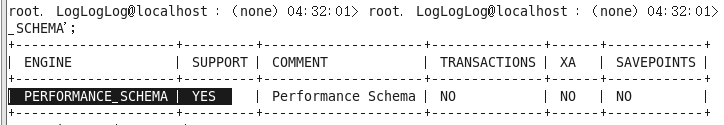 root. LogLogLog@localhost : (none) 04:32:01> root. LogLogLog@localhost : (none) 04:32:01>
_SCHEMA';
+--------------------+---------+--------------------+--------------+------+------------+
| ENGINE | SUPPORT | COMMENT | TRANSACTIONS | XA | SAVEPOINTS |
+--------------------+---------+--------------------+--------------+------+------------+
| PERFORMANCE_SCHEMA | YES | Performance Schema | NO | NO | NO |
+--------------------+---------+--------------------+--------------+------+------------+